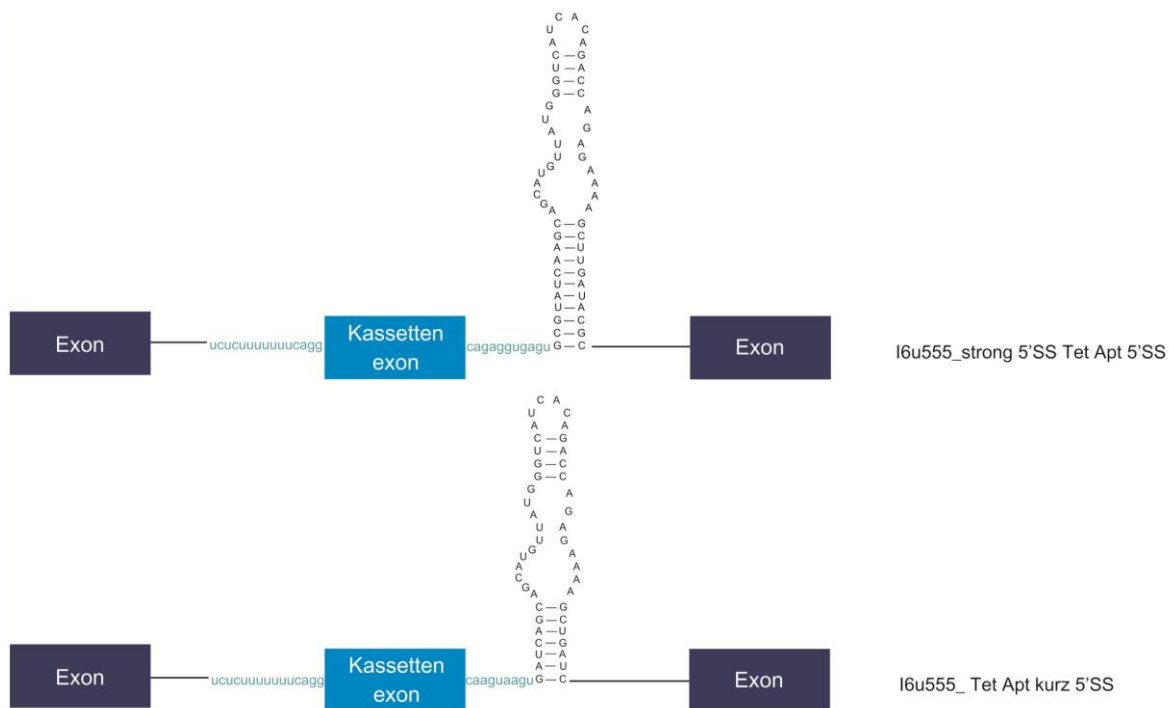 C A
U C
A A
C — G
U — A
G — C
G — C
G A
U G
A A
U G
U A
G A
U A
A A
C
G
A
C — G
G — C
A — U
A — U
C — G
U — A
A — U
U — A
G — C
C — G
G — C
Exon
ucucuuuuuuucagg
Kassetten
exon
cagaggugagu
Exon
I6u555_strong 5'SS Tet Apt 5'SS
C A
U C
A A
C — G
U — A
G — C
G — C
G A
U G
A A
U G
U A
G A
U A
A A
C
G
A
C — G
G — C
A — U
C — G
U — A
A — U
G — C
Exon
ucucuuuuuuucagg
Kassetten
exon
caaguaagu
Exon
I6u555_ Tet Apt kurz 5'SS